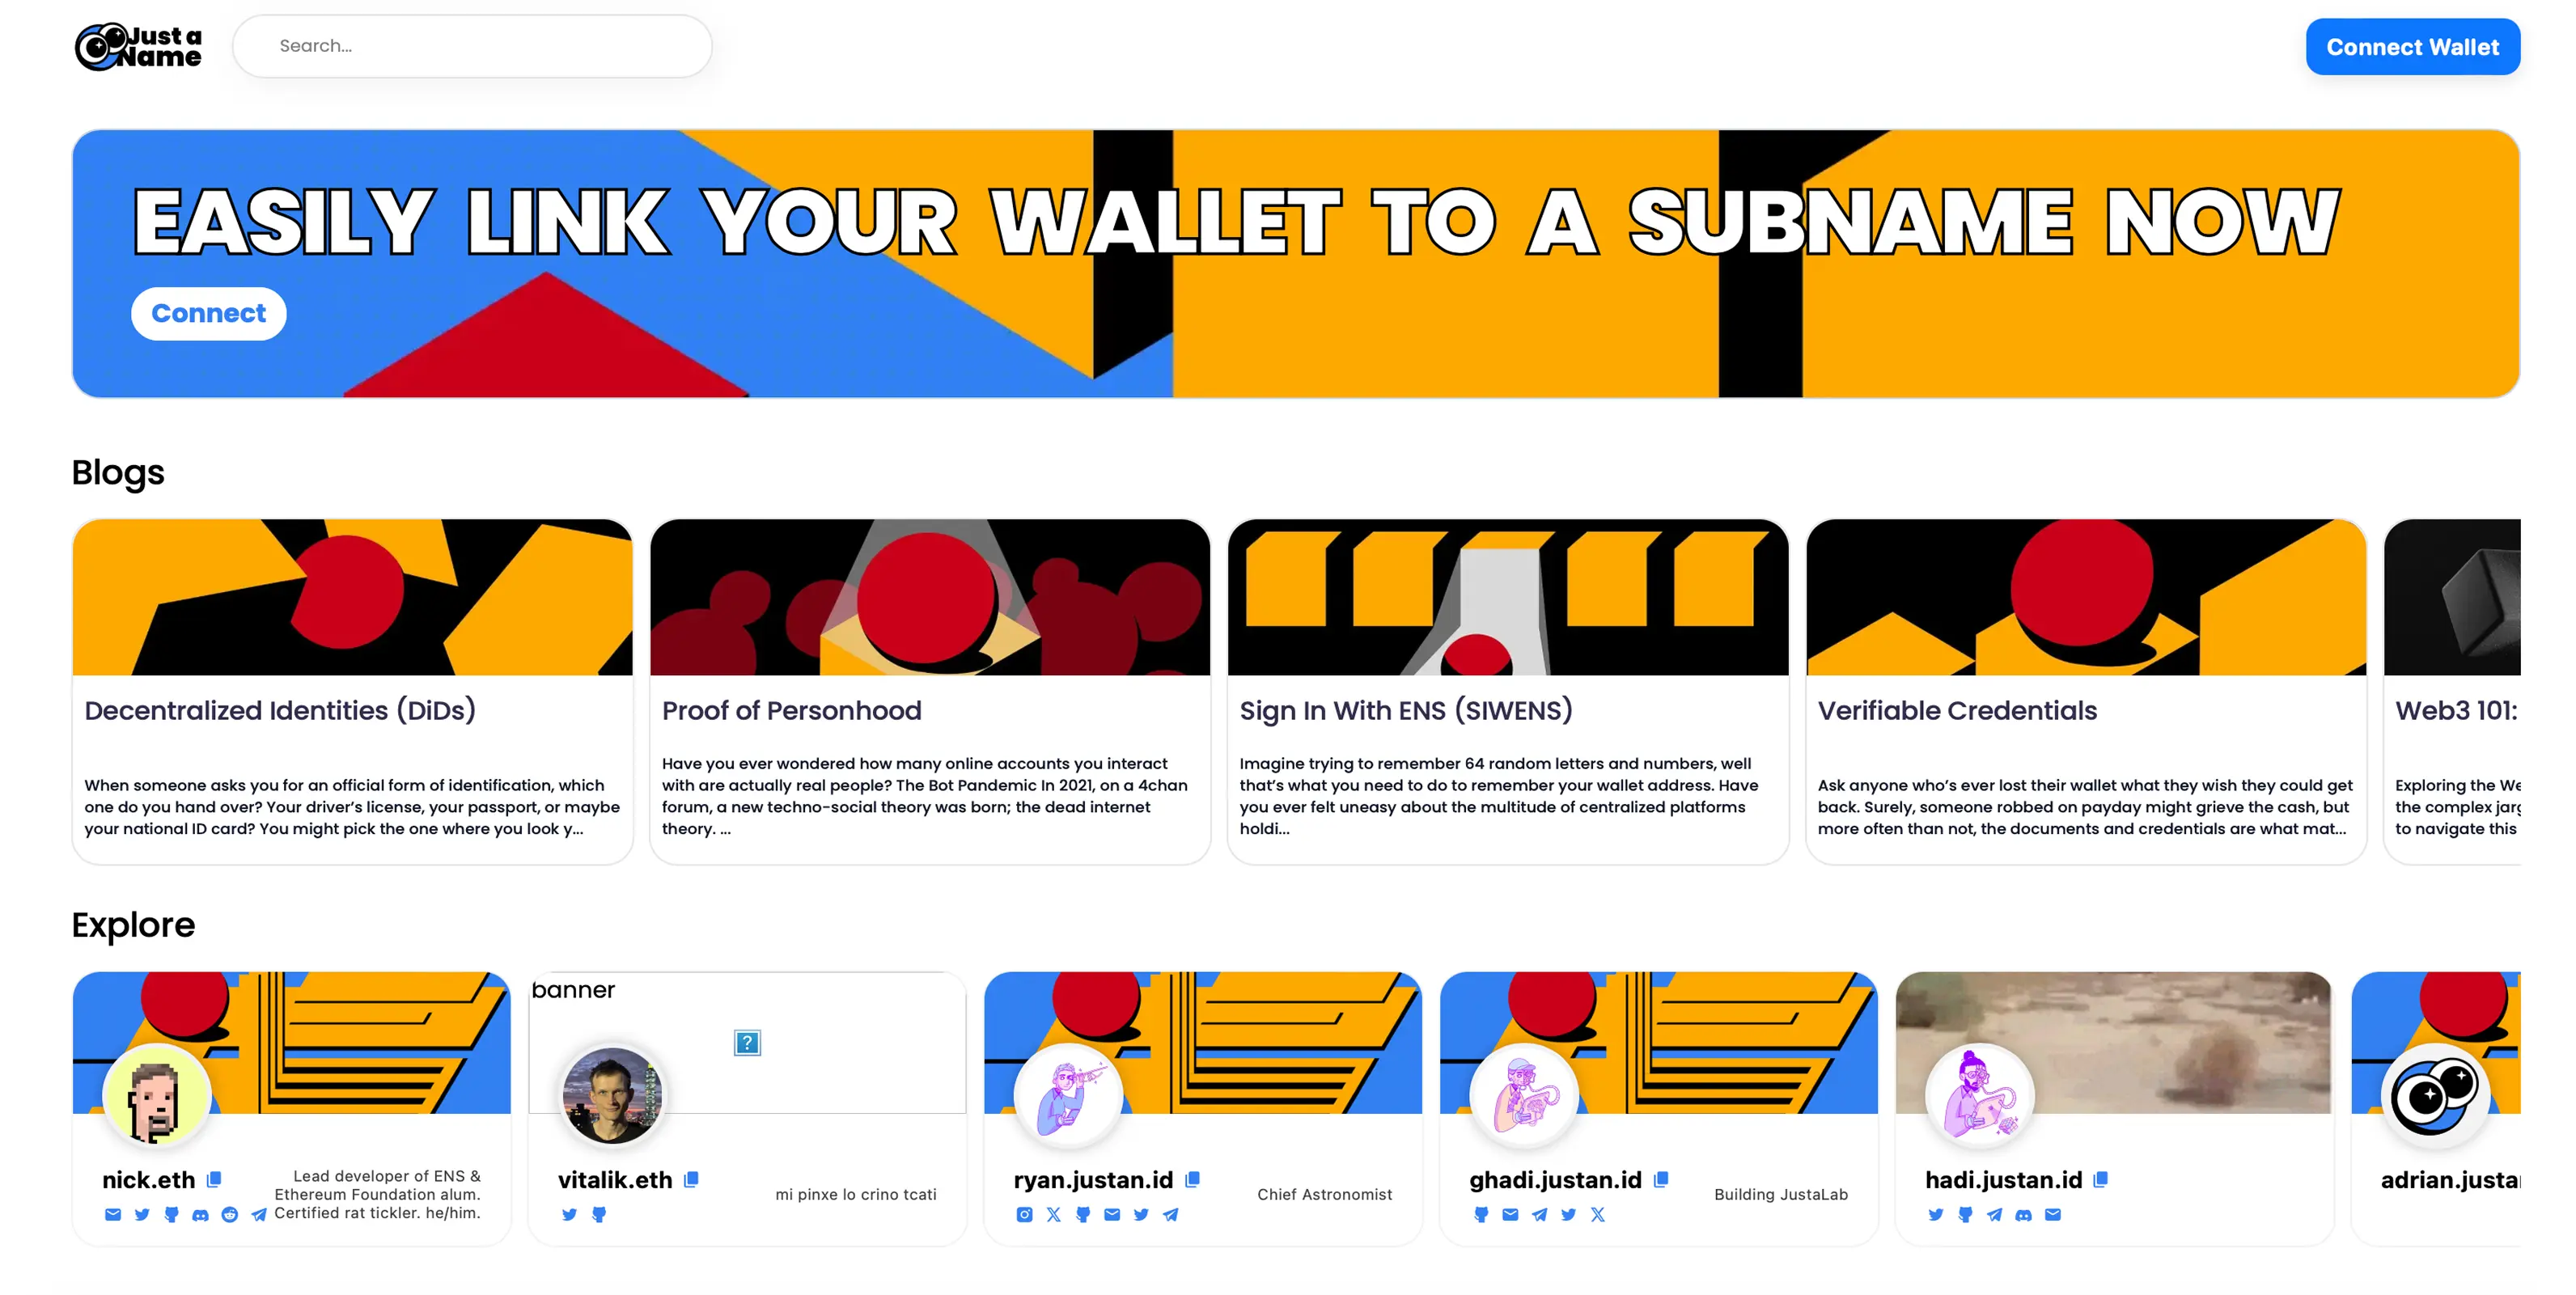 Just a
Name
Search...
Connect Wallet
EASILY LINK YOUR WALLET TO A SUBNAME NOW
Connect
Blogs
Decentralized Identities (DiDs)
When someone asks you for an official form of identification, which
one do you hand over? Your driver's license, your passport, or maybe
your national ID card? You might pick the one where you look y...
Proof of Personhood
Have you ever wondered how many online accounts you interact
with are actually real people? The Bot Pandemic In 2021, on a 4chan
forum, a new techno-social theory was born; the dead internet
theory. ...
Sign In With ENS (SIWENS)
Imagine trying to remember 64 random letters and numbers, well
that's what you need to do to remember your wallet address. Have
you ever felt uneasy about the multitude of centralized platforms
holdi...
Verifiable Credentials
Ask anyone who's ever lost their wallet what they wish they could get
back. Surely, someone robbed on payday might grieve the cash, but
more often than not, the documents and credentials are what mat...
Web3 101:
Exploring the We
the complex jarg
to navigate this
Explore
nick.eth
Lead developer of ENS &
Ethereum Foundation alum.
Certified rat tickler. he/him.
banner
vitalik.eth
mi pinxe lo crino tcati
ryan.justan.id
Chief Astronomist
ghadi.justan.id
Building JustaLab
hadi.justan.id
adrian.justa